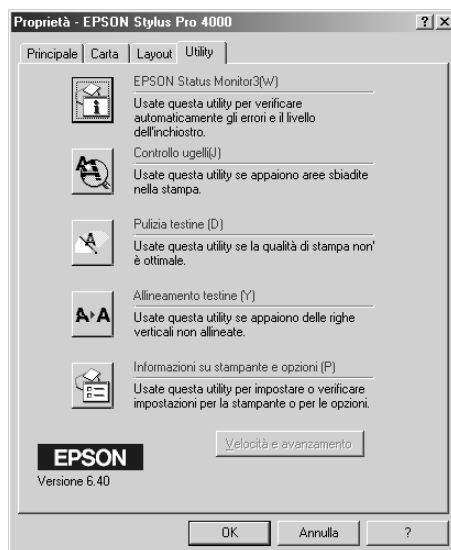 Proprietà - EPSON Stylus Pro 4000
? ×
Principale Carta Layout Utility
EPSON Status Monitor3(W)
Usate questa utility per verificare
automaticamente gli errori e il livello
dell'inchiostro.
Controllo ugelli(J)
Usate questa utility se appaiono aree sbiadite
nella stampa.
Pulizia testine (D)
Usate questa utility se la qualità di stampa non'
è ottimale.
Allineamento testine (Y)
Usate questa utility se appaiono delle righe
verticali non allineate.
Informazioni su stampante e opzioni (P)
Usate questa utility per impostare o verificare
impostazioni per la stampante o per le opzioni.
Velocità e avanzamento
EPSON
Versione 6.40
OK Annulla ?